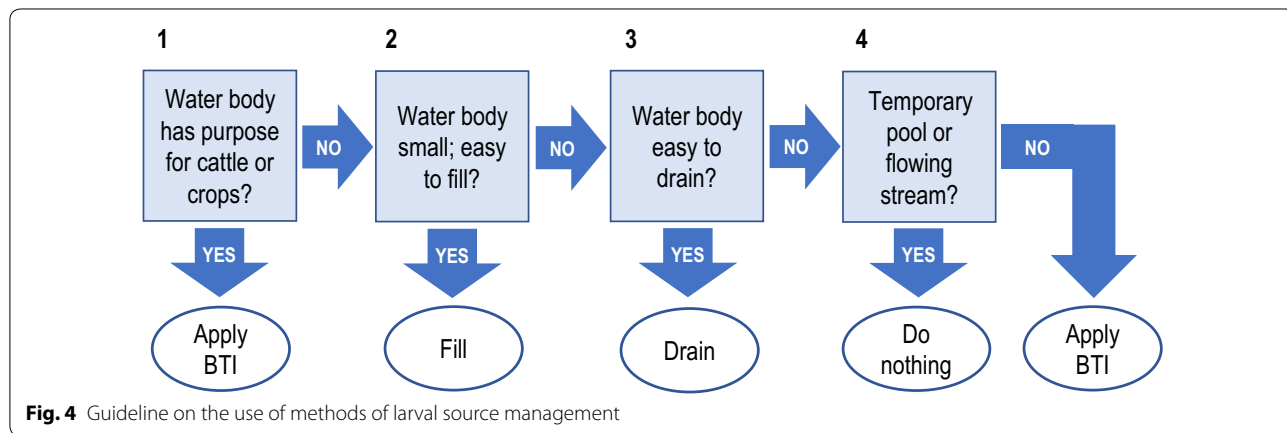 1
2
3
4
Water body
has purpose
for cattle or
crops?
NO
Water body
small; easy
to fill?
NO
Water body
easy to
drain?
NO
Temporary
pool or
flowing
stream?
NO
YES
YES
YES
YES
Apply
BTI
Fill
Drain
Do
nothing
Apply
BTI
Fig. 4 Guideline on the use of methods of larval source management